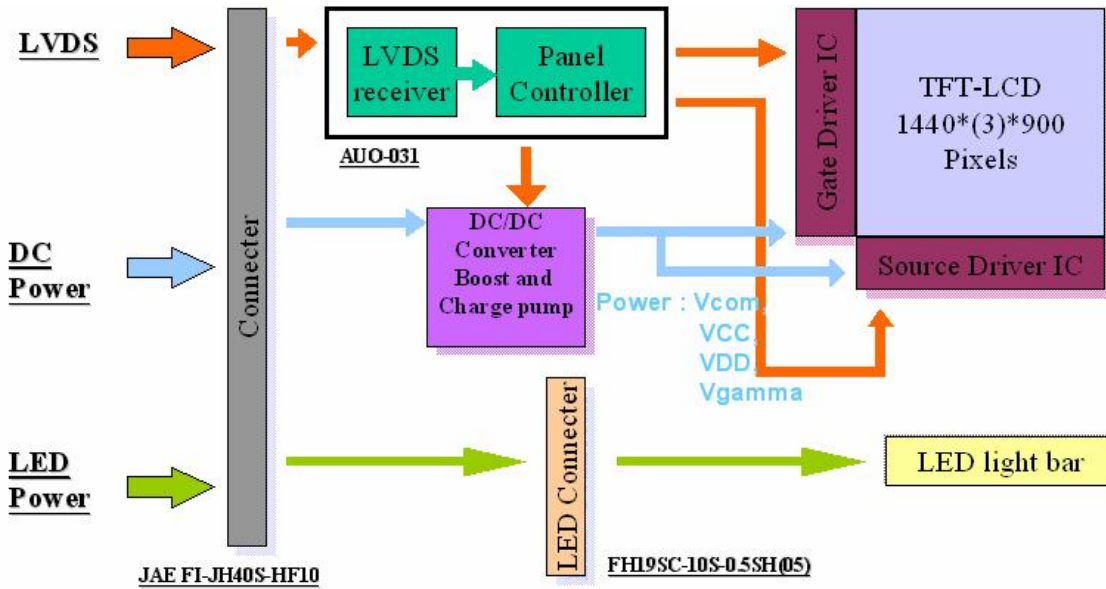 LVDS
LVDS
receiver
Panel
Controller
AUO-031
Gate Driver IC
TFT-LCD
1440*(3)*900
Pixels
Source Driver IC
DC
Power
Connecter
DC/DC
Converter
Boost and
Charge pump
Power : Vcom,
VCC,
VDD,
Vgamma
LED
Power
LED Connecter
LED light bar
JAE FI-JH40S-HF10
FH19SC-10S-0.5SH(05)